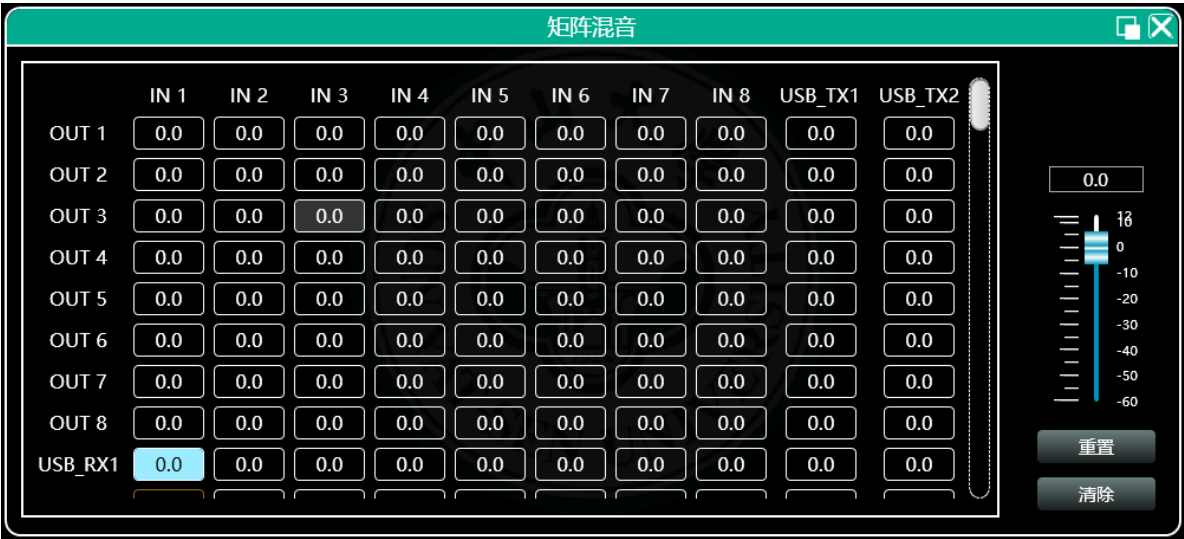 矩阵混音
IN 1 IN 2 IN 3 IN 4 IN 5 IN 6 IN 7 IN 8 USB_TX1 USB_TX2
OUT 1 0.0 0.0 0.0 0.0 0.0 0.0 0.0 0.0 0.0 0.0
OUT 2 0.0 0.0 0.0 0.0 0.0 0.0 0.0 0.0 0.0 0.0
OUT 3 0.0 0.0 0.0 0.0 0.0 0.0 0.0 0.0 0.0 0.0
OUT 4 0.0 0.0 0.0 0.0 0.0 0.0 0.0 0.0 0.0 0.0
OUT 5 0.0 0.0 0.0 0.0 0.0 0.0 0.0 0.0 0.0 0.0
OUT 6 0.0 0.0 0.0 0.0 0.0 0.0 0.0 0.0 0.0 0.0
OUT 7 0.0 0.0 0.0 0.0 0.0 0.0 0.0 0.0 0.0 0.0
OUT 8 0.0 0.0 0.0 0.0 0.0 0.0 0.0 0.0 0.0 0.0
USB_RX1 0.0 0.0 0.0 0.0 0.0 0.0 0.0 0.0 0.0 0.0
0.0
12
10
0
-10
-20
-30
-40
-50
-60
重置
清除